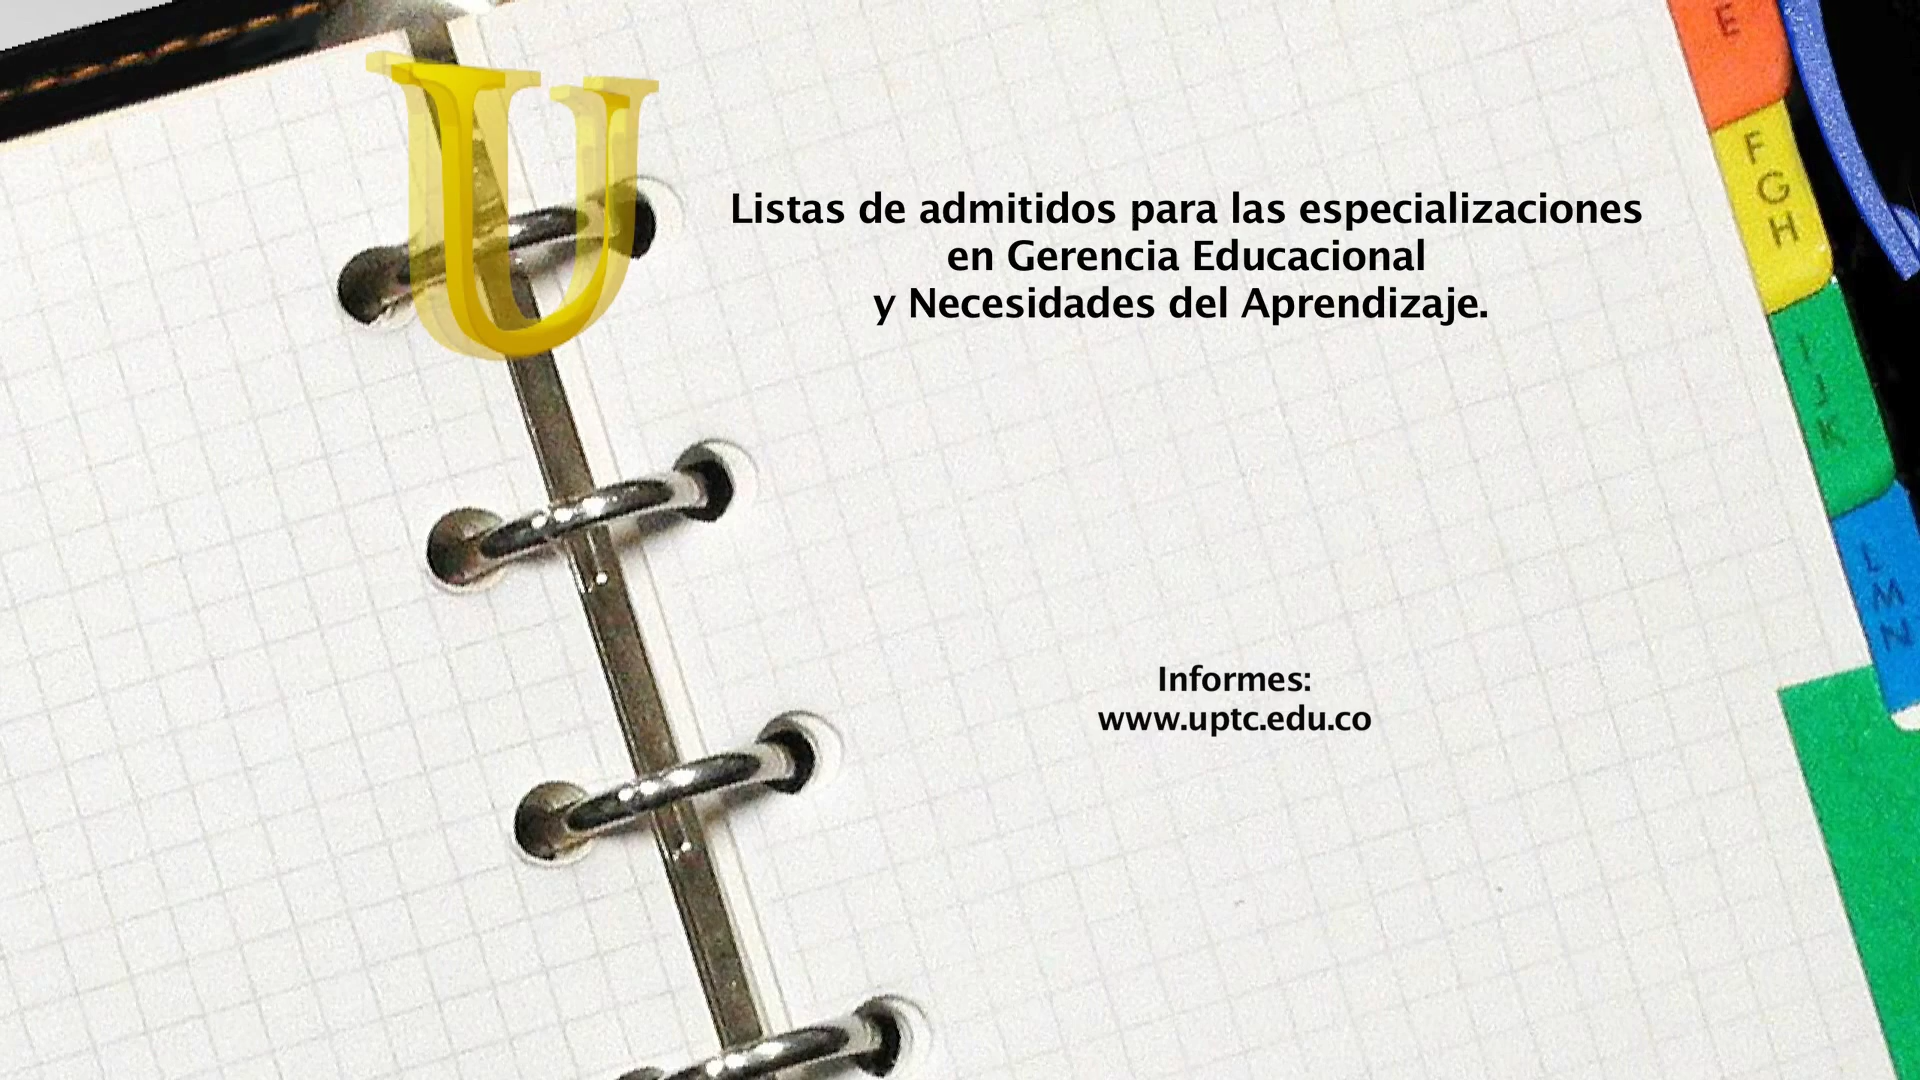 U
Listas de admitidos para las especializaciones
en Gerencia Educacional
y Necesidades del Aprendizaje.
Informes:
www.uptc.edu.co
E
F
G
H
I
J
K
L
M
N